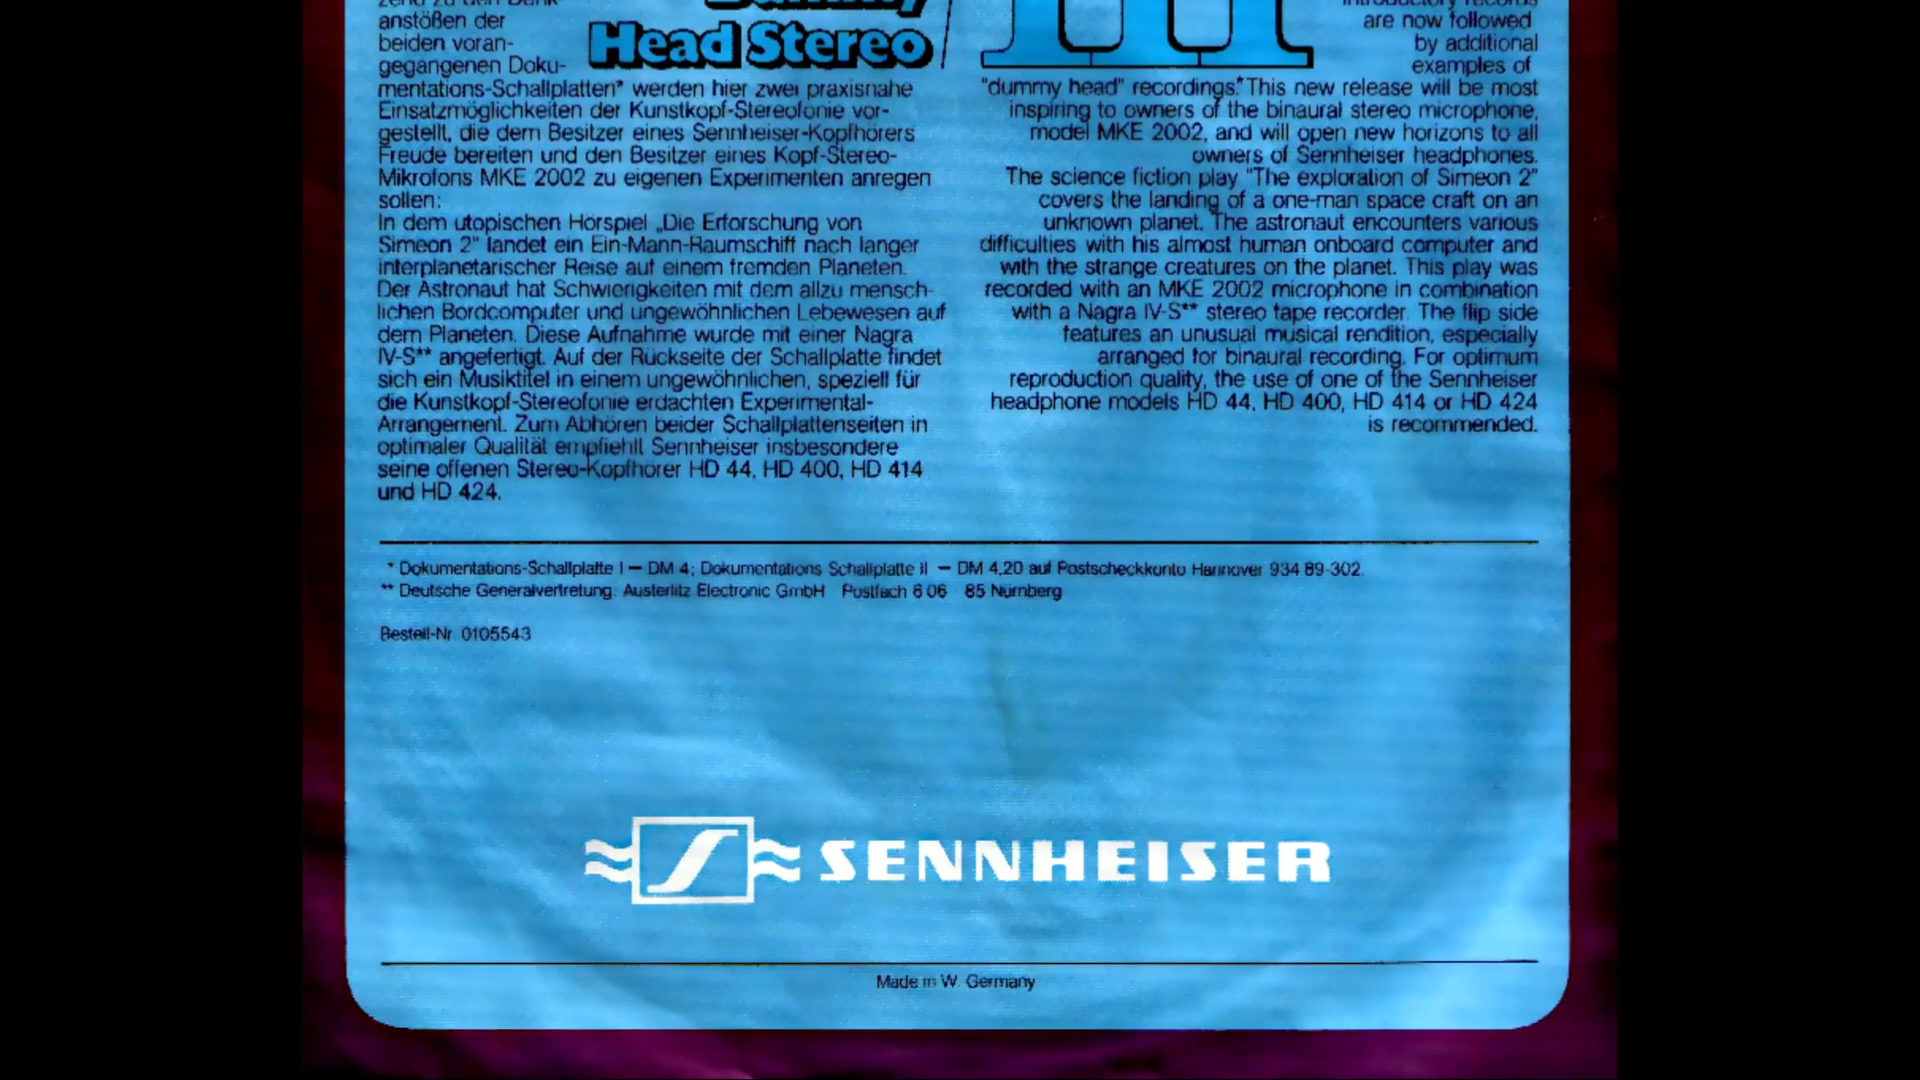 anstößen der
beiden voran-
gegangenen Doku-
Head Stereo
mentations-Schallplatten* werden hier zwei praxisnahe
Einsatzmöglichkeiten der Kunstkopf-Stereofonie vor-
gestellt, die dem Besitzer eines Sennheiser-Kopfhörers
Freude bereiten und den Besitzer eines Kopf-Stereo-
Mikrofons MKE 2002 zu eigenen Experimenten anregen
sollen:
In dem utopischen Hörspiel „Die Erforschung von
Simeon 2" landet ein Ein-Mann-Raumschiff nach langer
interplanetarischer Reise auf einem fremden Planeten.
Der Astronaut hat Schwierigkeiten mit dem allzu mensch-
lichen Bordcomputer und ungewöhnlichen Lebewesen auf
dem Planeten. Diese Aufnahme wurde mit einer Nagra
IV-S** angefertigt. Auf der Rückseite der Schallplatte findet
sich ein Musiktitel in einem ungewöhnlichen, speziell für
die Kunstkopf-Stereofonie erdachten Experimental-
Arrangement. Zum Abhören beider Schallplattenseiten in
optimaler Qualität empfiehlt Sennheiser insbesondere
seine offenen Stereo-Kopfhörer HD 44, HD 400, HD 414
und HD 424.
III
introductory records
are now followed
by additional
examples of
"dummy head" recordings.* This new release will be most
inspiring to owners of the binaural stereo microphone,
model MKE 2002, and will open new horizons to all
owners of Sennheiser headphones.
The science fiction play "The exploration of Simeon 2"
covers the landing of a one-man space craft on an
unknown planet. The astronaut encounters various
difficulties with his almost human onboard computer and
with the strange creatures on the planet. This play was
recorded with an MKE 2002 microphone in combination
with a Nagra IV-S** stereo tape recorder. The flip side
features an unusual musical rendition, especially
arranged for binaural recording. For optimum
reproduction quality, the use of one of the Sennheiser
headphone models HD 44, HD 400, HD 414 or HD 424
is recommended.
* Dokumentations-Schallplatte I – DM 4; Dokumentations Schallplatte II – DM 4,20 auf Postscheckkonto Hannover 934 89-302
** Deutsche Generalvertretung: Austerlitz Electronic GmbH Postfach 6 06 85 Nürnberg
Bestell-Nr. 0105543
SENNHEISER
Made in W. Germany